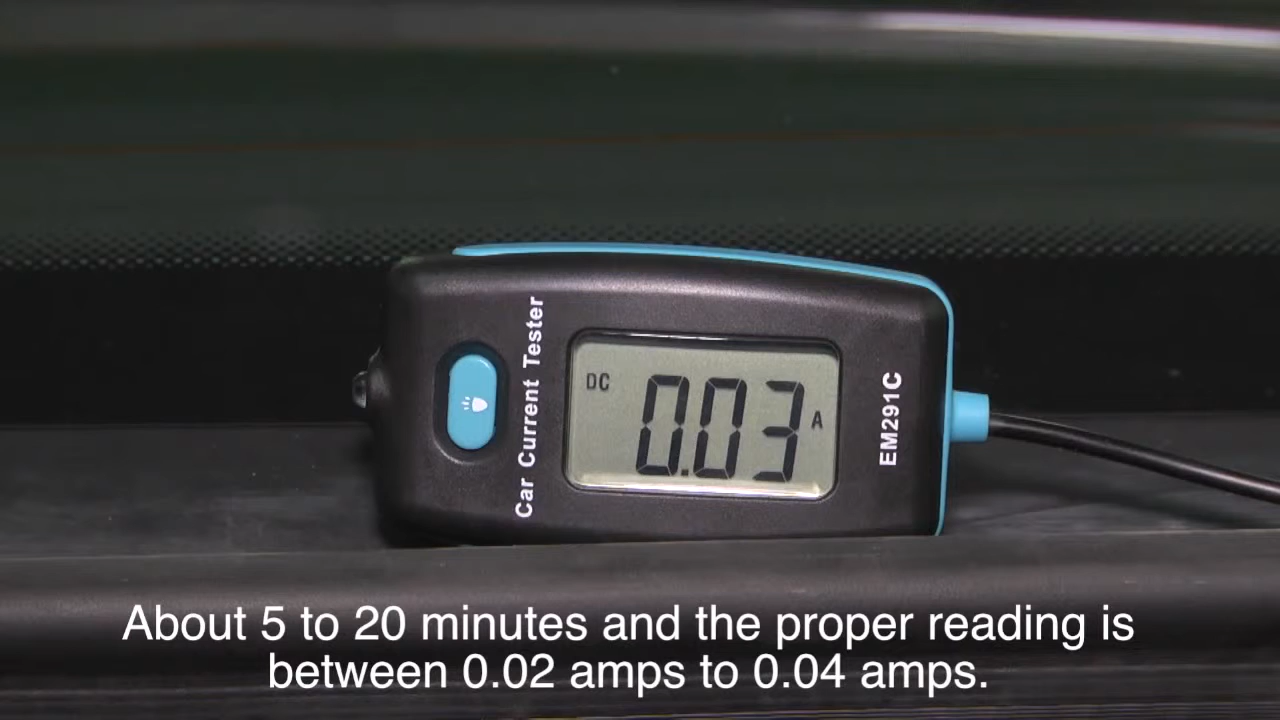 Car Current Tester
DC
0.03
A
EM291C
About 5 to 20 minutes and the proper reading is
between 0.02 amps to 0.04 amps.